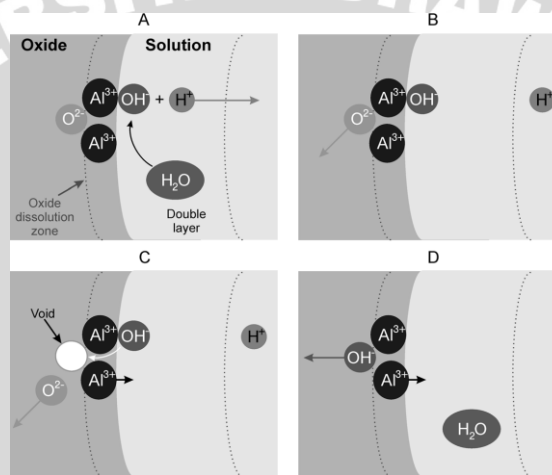 A
Oxide
Solution
Al³⁺
OH⁻
+
H⁺
O²⁻
Al³⁺
H₂O
Oxide
dissolution
zone
Double
layer
B
Al³⁺
OH⁻
H⁺
O²⁻
Al³⁺
C
Void
Al³⁺
OH⁻
H⁺
Al³⁺
O²⁻
D
Al³⁺
OH⁻
Al³⁺
H₂O